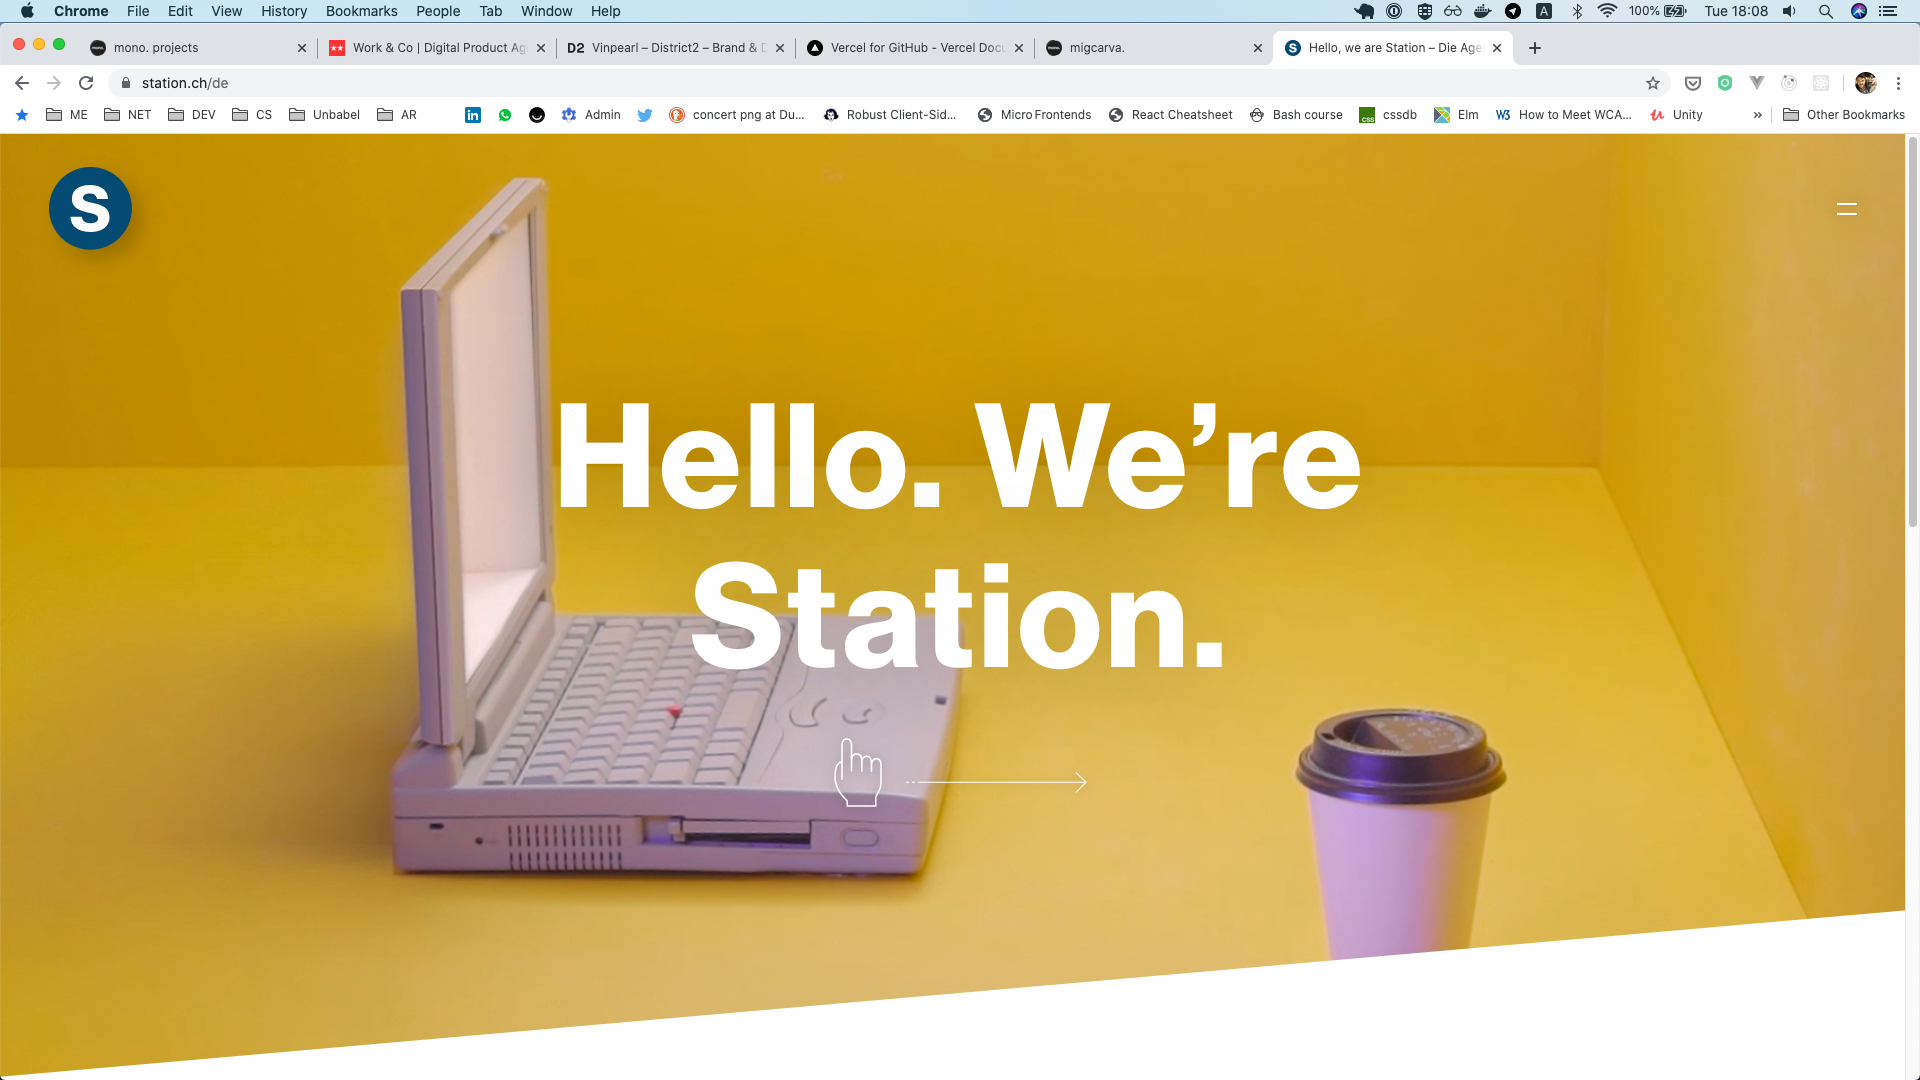 Chrome File Edit View History Bookmarks People Tab Window Help A 100% Tue 18:08
mono. projects Work & Co | Digital Product Ag D2 Vinpearl – District2 – Brand & D Vercel for GitHub - Vercel Docu migcarva. S Hello, we are Station – Die Age
station.ch/de
ME NET DEV CS Unbabel AR in Admin concert png at Du... Robust Client-Sid... Micro Frontends React Cheatsheet Bash course CSS cssdb Elm W3 How to Meet WCA... Unity » Other Bookmarks
S
Hello. We’re
Station.